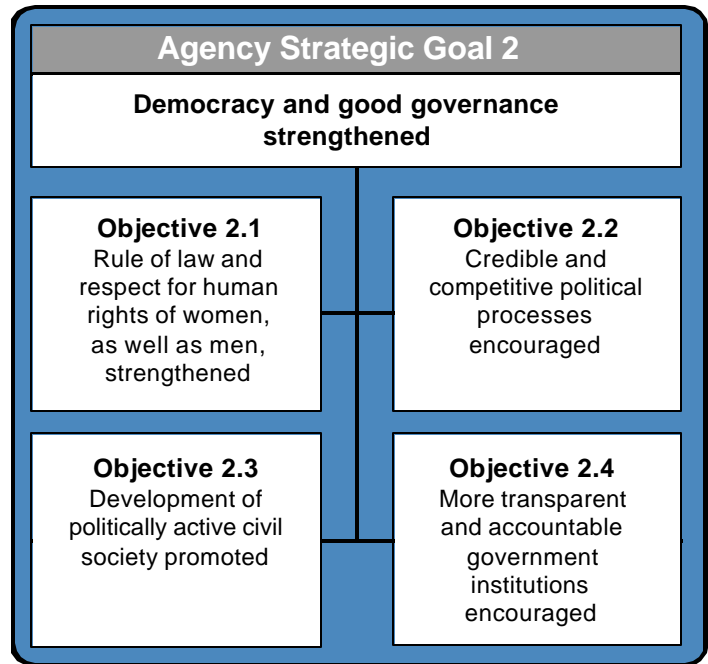 Agency Strategic Goal 2
Democracy and good governance
strengthened
Objective 2.1
Rule of law and
respect for human
rights of women,
as well as men,
strengthened
Objective 2.2
Credible and
competitive political
processes
encouraged
Objective 2.3
Development of
politically active civil
society promoted
Objective 2.4
More transparent
and accountable
government
institutions
encouraged